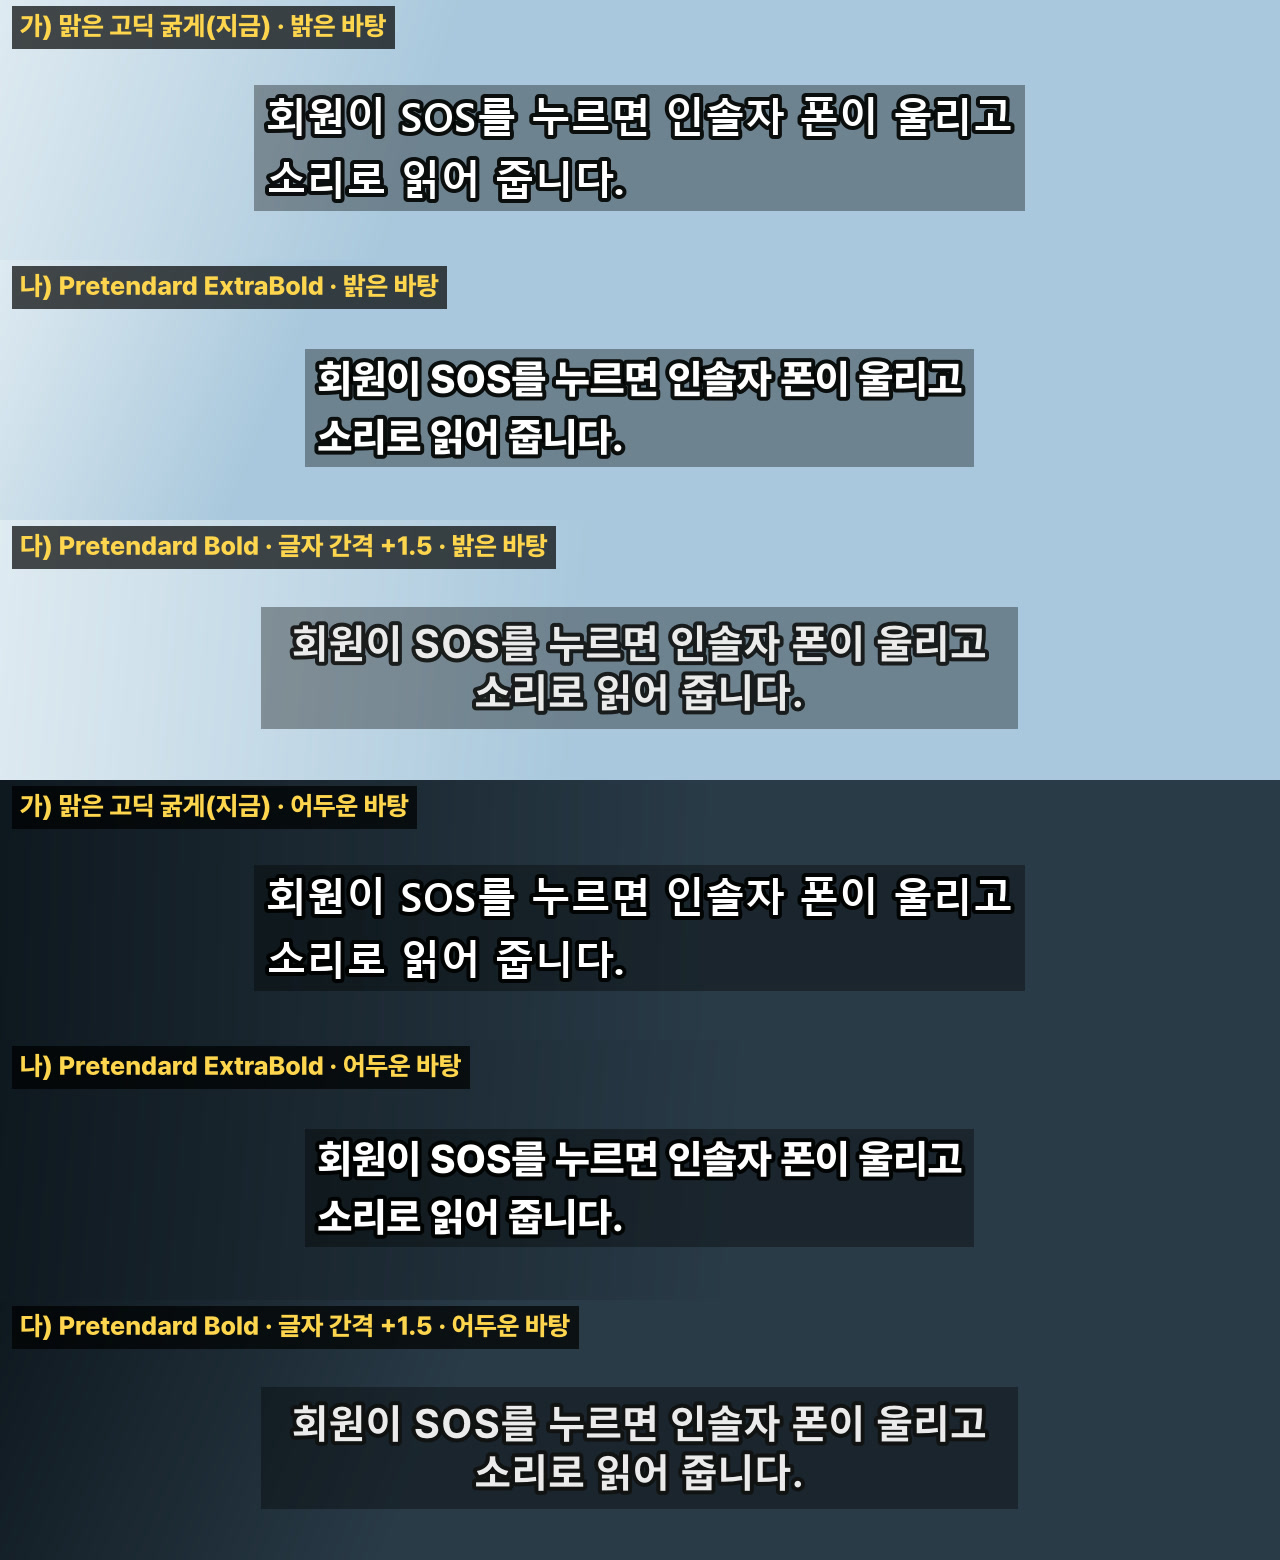 가) 맑은 고딕 굵게(지금) · 밝은 바탕
회원이 SOS를 누르면 인솔자 폰이 울리고
소리로 읽어 줍니다.
나) Pretendard ExtraBold · 밝은 바탕
회원이 SOS를 누르면 인솔자 폰이 울리고
소리로 읽어 줍니다.
다) Pretendard Bold · 글자 간격 +1.5 · 밝은 바탕
회원이 SOS를 누르면 인솔자 폰이 울리고
소리로 읽어 줍니다.
가) 맑은 고딕 굵게(지금) · 어두운 바탕
회원이 SOS를 누르면 인솔자 폰이 울리고
소리로 읽어 줍니다.
나) Pretendard ExtraBold · 어두운 바탕
회원이 SOS를 누르면 인솔자 폰이 울리고
소리로 읽어 줍니다.
다) Pretendard Bold · 글자 간격 +1.5 · 어두운 바탕
회원이 SOS를 누르면 인솔자 폰이 울리고
소리로 읽어 줍니다.